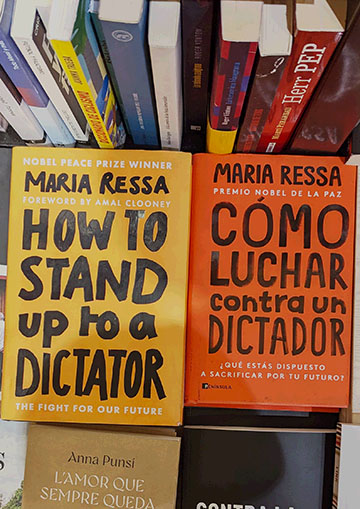 Herr PEP
NOBEL PEACE PRIZE WINNER
MARIA RESSA
FOREWORD BY AMAL CLOONEY
HOW TO
STAND
up to a
DICTATOR
THE FIGHT FOR OUR FUTURE
MARIA RESSA
PREMIO NOBEL DE LA PAZ
CÓMO
LUCHAR
contra un
DICTADOR
¿QUÉ ESTÁS DISPUESTO
A SACRIFICAR POR TU FUTURO?
PENÍNSULA
Anna Punsí
L'AMOR QUE
SEMPRE QUEDA